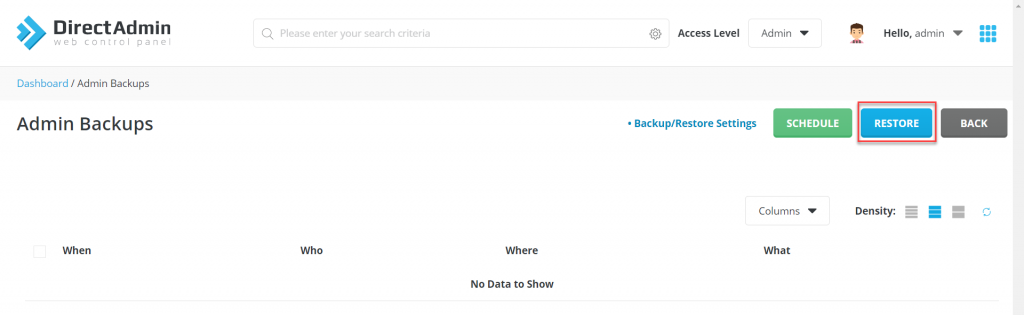 DirectAdmin
web control panel
Please enter your search criteria
Access Level
Admin
Hello, admin
Dashboard / Admin Backups
Admin Backups
• Backup/Restore Settings
SCHEDULE
RESTORE
BACK
Columns
Density:
When Who Where What
No Data to Show